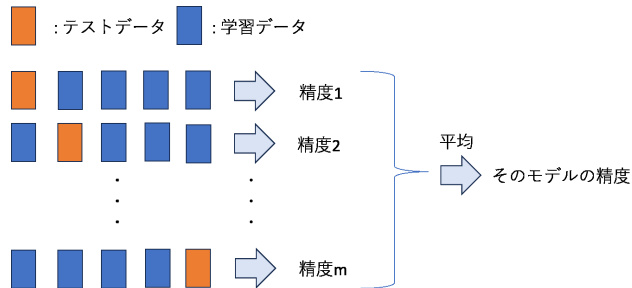 ：テストデータ ：学習データ
精度1
精度2
平均
そのモデルの精度
精度m